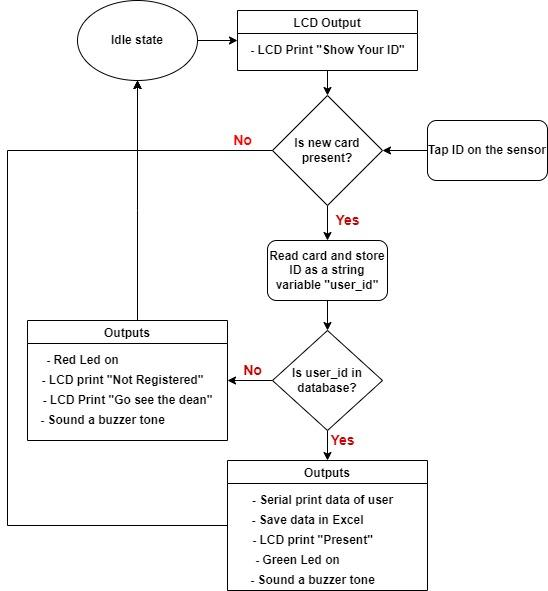 Idle state
LCD Output
- LCD Print "Show Your ID"
No
Is new card
present?
Tap ID on the sensor
Yes
Read card and store
ID as a string
variable "user_id"
Outputs
- Red Led on
- LCD print "Not Registered"
- LCD Print "Go see the dean"
- Sound a buzzer tone
No
Is user_id in
database?
Yes
Outputs
- Serial print data of user
- Save data in Excel
- LCD print "Present"
- Green Led on
- Sound a buzzer tone